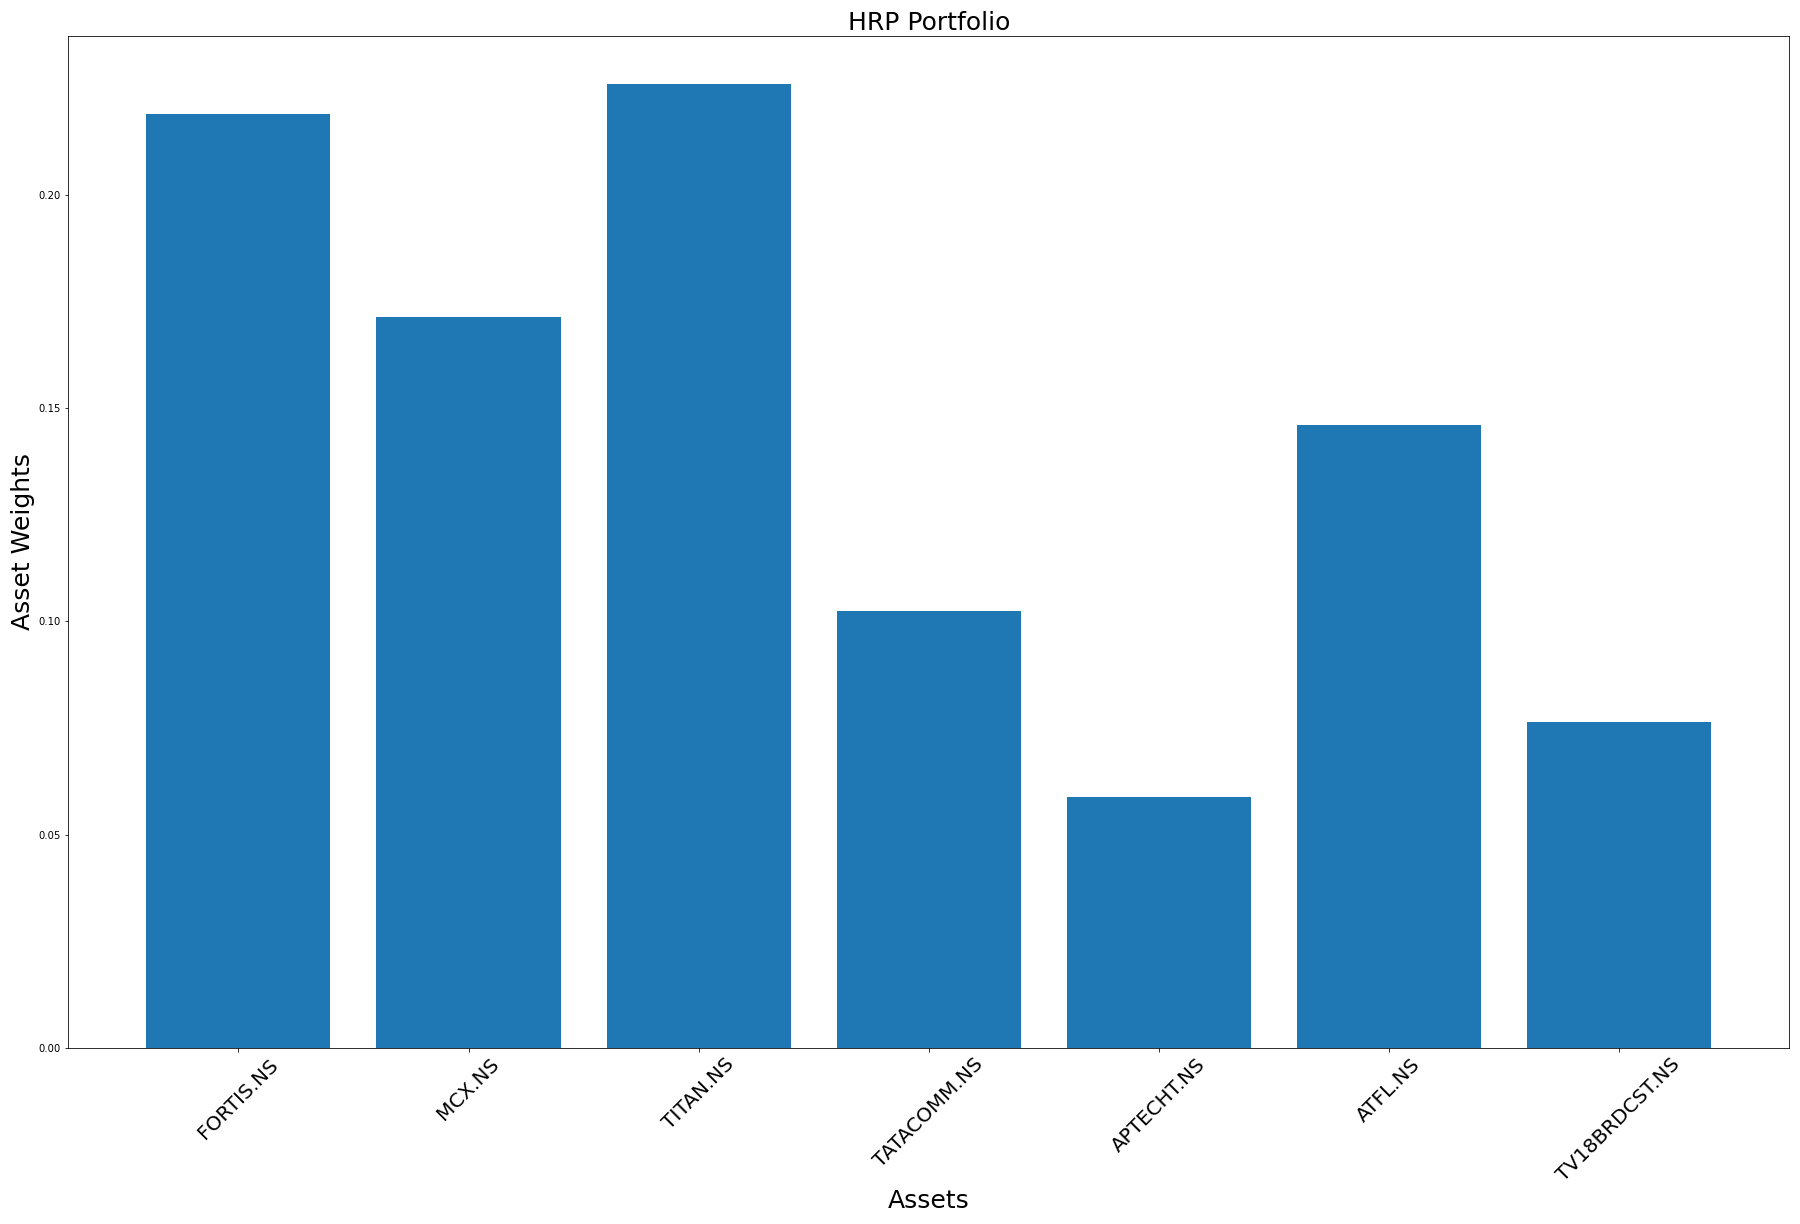 HRP Portfolio
Asset Weights
0.20
0.15
0.10
0.05
0.00
FORTIS.NS
MCX.NS
TITAN.NS
TATACOMM.NS
APTECHT.NS
ATFL.NS
TV18BRDCST.NS
Assets